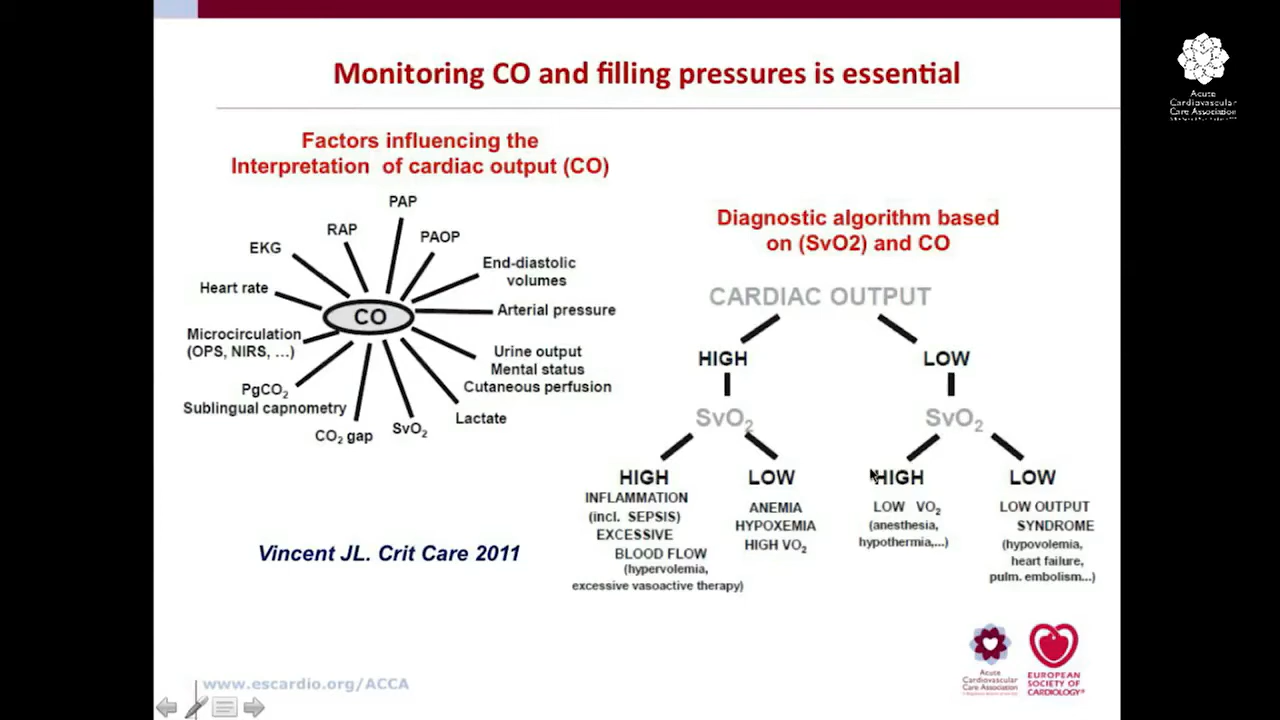 Monitoring CO and filling pressures is essential
Acute
Cardiovascular
Care Association
Factors influencing the
Interpretation of cardiac output (CO)
PAP
RAP
PAOP
EKG
End-diastolic
volumes
Heart rate
Arterial pressure
CO
Microcirculation
(OPS, NIRS, ...)
Urine output
Mental status
Cutaneous perfusion
PgCO2
Sublingual capnometry
Lactate
CO2 gap
SvO2
Vincent JL. Crit Care 2011
Diagnostic algorithm based
on (SvO2) and CO
CARDIAC OUTPUT
HIGH
LOW
SvO2
SvO2
HIGH
LOW
HIGH
LOW
INFLAMMATION
(incl. SEPSIS)
EXCESSIVE
BLOOD FLOW
(hypervolemia,
excessive vasoactive therapy)
ANEMIA
HYPOXEMIA
HIGH VO2
LOW VO2
(anesthesia,
hypothermia,...)
LOW OUTPUT
SYNDROME
(hypovolemia,
heart failure,
pulm. embolism...)
www.escardio.org/ACCA
Acute
Cardiovascular
Care Association
EUROPEAN
SOCIETY OF
CARDIOLOGY®